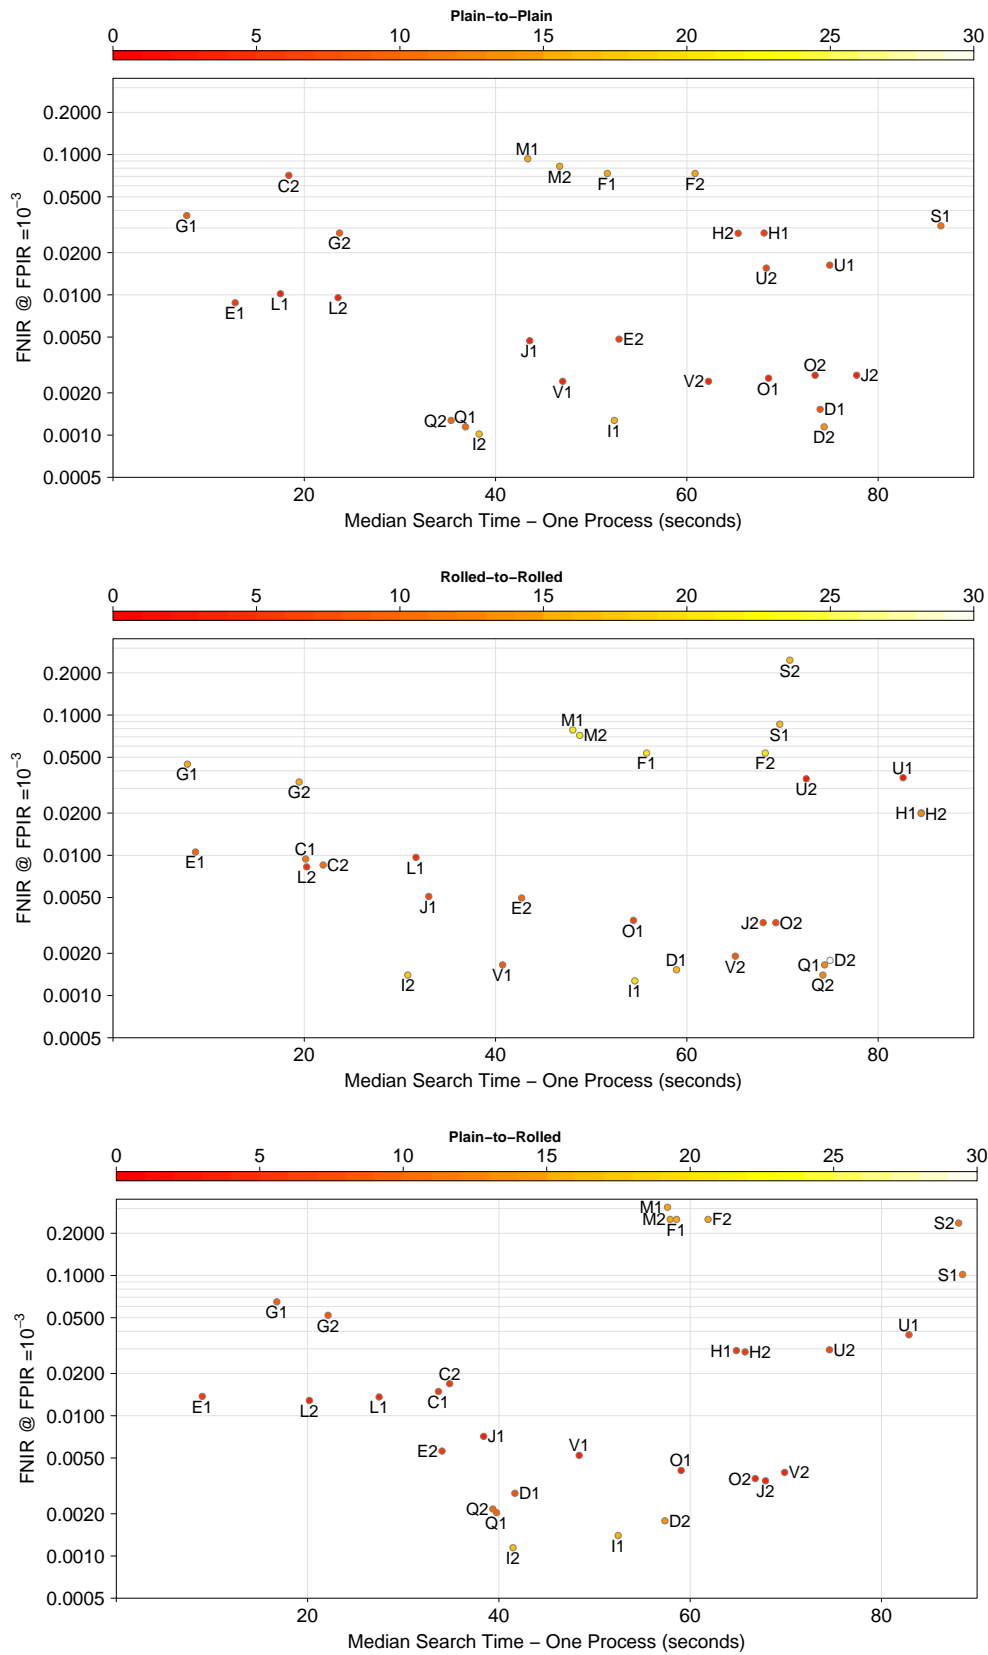 Plain−to−Plain
0 5 10 15 20 25 30
0.2000
M1
0.1000
M2
C2 F1 F2
0.0500
G1 S1
G2 H2 H1
0.0200
U2 U1
0.0100
E1 L1 L2
0.0050
J1 E2
O2 J2
V1 V2 O1
0.0020
D1
Q2 Q1 I2 I1 D2
0.0010
0.0005
FNIR @ FPIR =10−3
20 40 60 80
Median Search Time − One Process (seconds)
Rolled−to−Rolled
0 5 10 15 20 25 30
S2
0.2000
0.1000
M1 M2 S1
0.0500
G1 F1 F2
G2 U2 U1
0.0200
H1 H2
0.0100
E1 C1 L2 C2 L1
0.0050
J1 E2
O1 J2 O2
0.0020
I2 V1 I1 D1 V2 Q1 D2 Q2
0.0010
0.0005
FNIR @ FPIR =10−3
20 40 60 80
Median Search Time − One Process (seconds)
Plain−to−Rolled
0 5 10 15 20 25 30
M1
M2 F1 F2 S2
0.2000
0.1000
S1
G1 G2
0.0500
U1
H1 H2 U2
0.0200
C2
E1 L2 L1 C1
0.0100
J1
E2 V1
0.0050
O1 O2 J2 V2
D1
0.0020
Q2 Q1 D2
I2 I1
0.0010
0.0005
FNIR @ FPIR =10−3
20 40 60 80
Median Search Time − One Process (seconds)